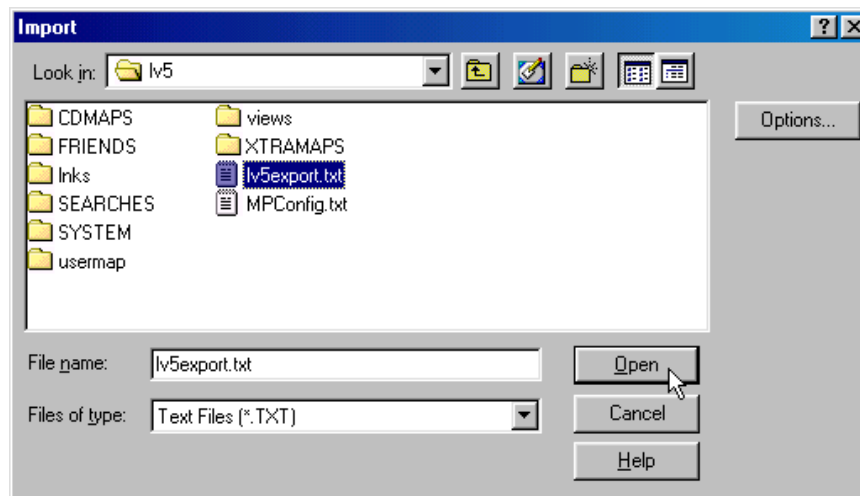 Import
Look in: lv5
CDMAPS
FRIENDS
lnks
SEARCHES
SYSTEM
usermap
views
XTRAMAPS
lv5export.txt
MPConfig.txt
Options...
File name: lv5export.txt
Open
Files of type: Text Files (*.TXT)
Cancel
Help